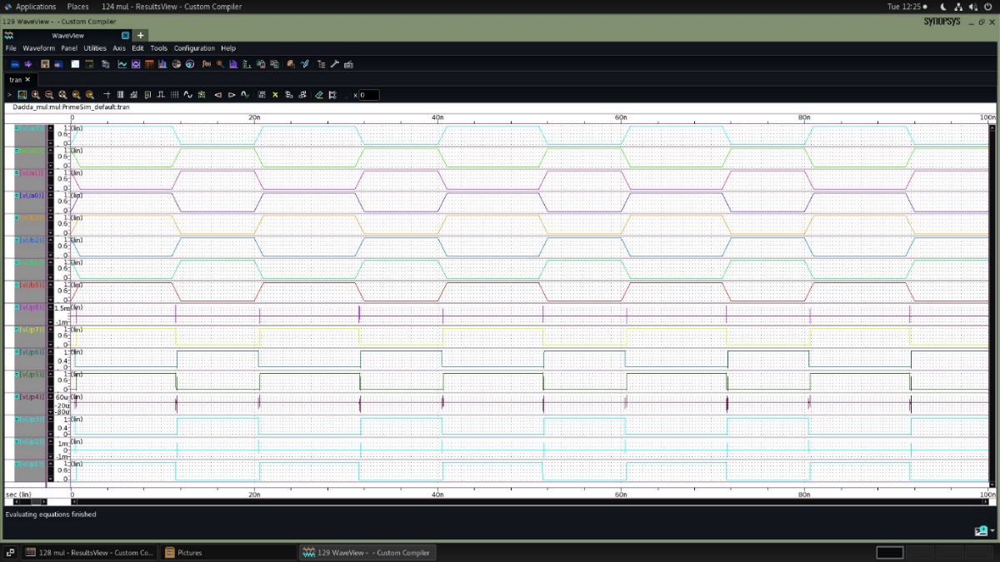 Applications Places 124 mul - ResultsView - Custom Compiler Tue 12:25
129 WaveView - - Custom Compiler SYNOPSYS
WaveView
File Waveform Panel Utilities Axis Edit Tools Configuration Help
tran
x 0
Dadda_mul:mul:PrimeSim_default:tran
0 20n 40n 60n 80n 100n
1 (lin)
0.6
0
1 (lin)
0.6
0
[v(/a1)] 1 (lin)
0.6
0
[v(/a0)] 1 (lin)
0.6
0
1 (lin)
0.6
0
[v(/b2)] 1 (lin)
0.6
0
1 (lin)
0.6
0
[v(/b0)] 1 (lin)
0.6
0
[v(/p8)] 1.5m (lin)
-1m
[v(/p7)] 1 (lin)
0.6
0
[v(/p6)] 1 (lin)
0.4
0
[v(/p5)] 1 (lin)
0.6
0
[v(/p4)] 60u (lin)
-20u
-80u
[v(/p3)] 1 (lin)
0.4
0
[v(/p2)] 1m (lin)
0
-1m
[v(/p1)] 1 (lin)
0.6
0
sec (lin) 0 20n 40n 60n 80n 100n
Evaluating equations finished
128 mul - ResultsView - Custom Co... Pictures 129 WaveView - - Custom Compiler